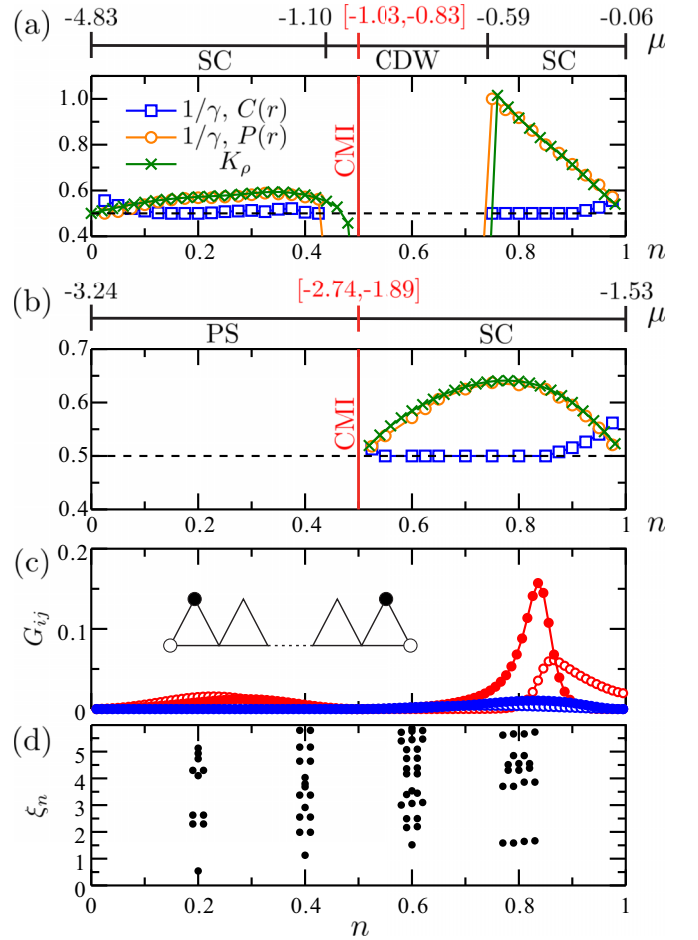 (a)
-4.83 -1.10 [-1.03,-0.83] -0.59 -0.06 μ
SC CDW SC
1.0
0.8
0.6
0.4
1/γ, C(r)
1/γ, P(r)
K_ρ
CMI
0 0.2 0.4 0.6 0.8 n 1
(b)
-3.24 [-2.74,-1.89] -1.53 μ
PS SC
0.7
0.6
0.5
0.4
CMI
0 0.2 0.4 0.6 0.8 n 1
(c)
G_ij
0.2
0.1
0
(d)
ξ_n
5
4
3
2
1
0
0 0.2 0.4 0.6 0.8 1
n